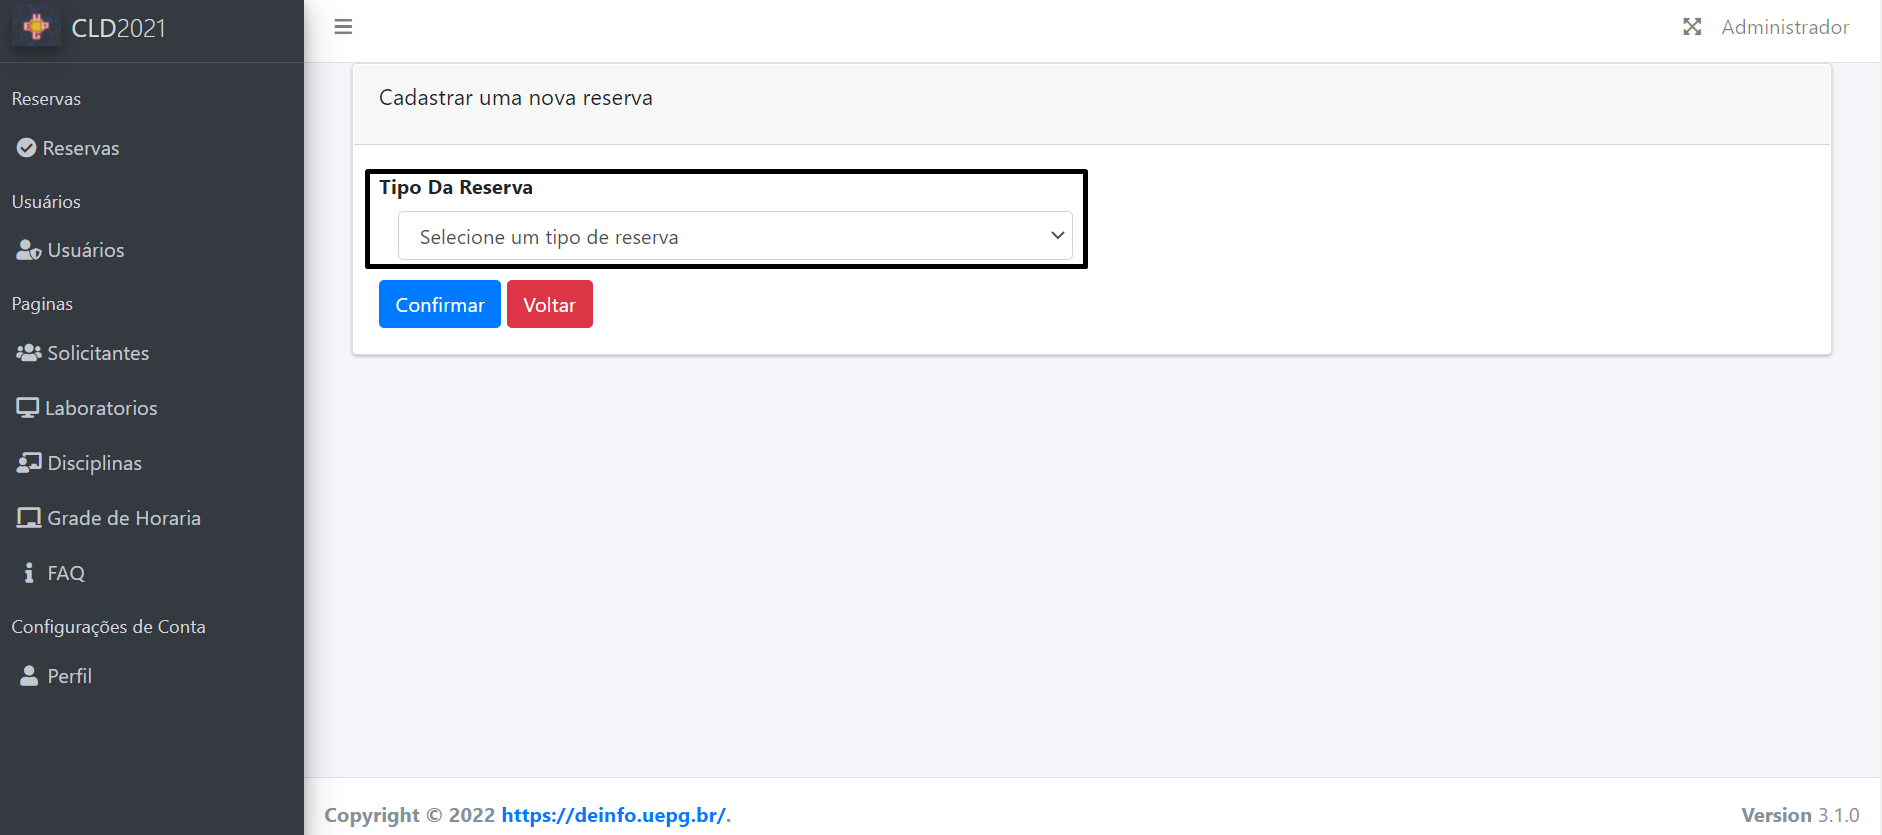 CLD2021
Administrador
Reservas
Reservas
Usuários
Usuários
Paginas
Solicitantes
Laboratorios
Disciplinas
Grade de Horaria
FAQ
Configurações de Conta
Perfil
Cadastrar uma nova reserva
Tipo Da Reserva
Selecione um tipo de reserva
Confirmar Voltar
Copyright © 2022 https://deinfo.uepg.br/.
Version 3.1.0